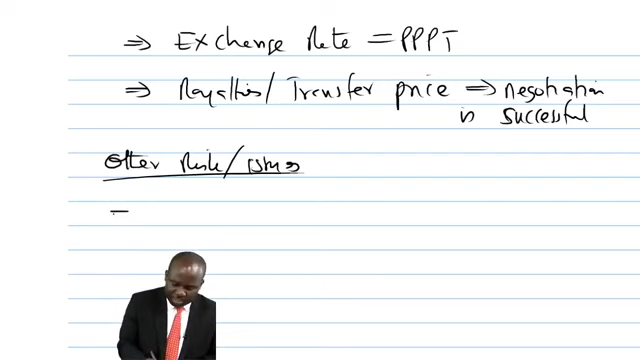 ⇒ Exchange Rate = PPPT
⇒ Royalties/Transfer price ⇒ negotiation
is successful
Other Risk/Issues
–